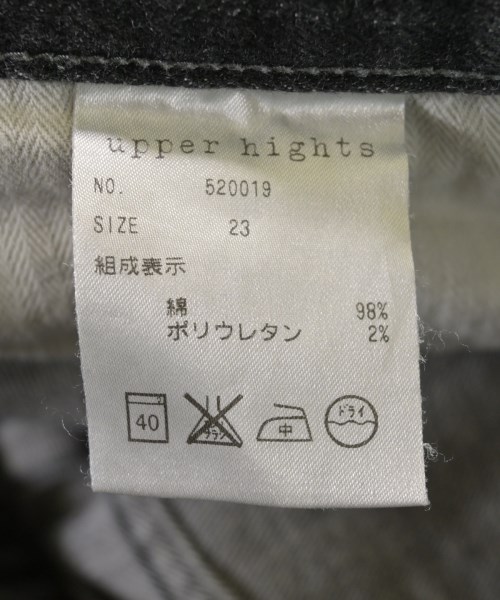 upper hights
NO. 520019
SIZE 23
組成表示
綿 98%
ポリウレタン 2%
40 中 ドライ